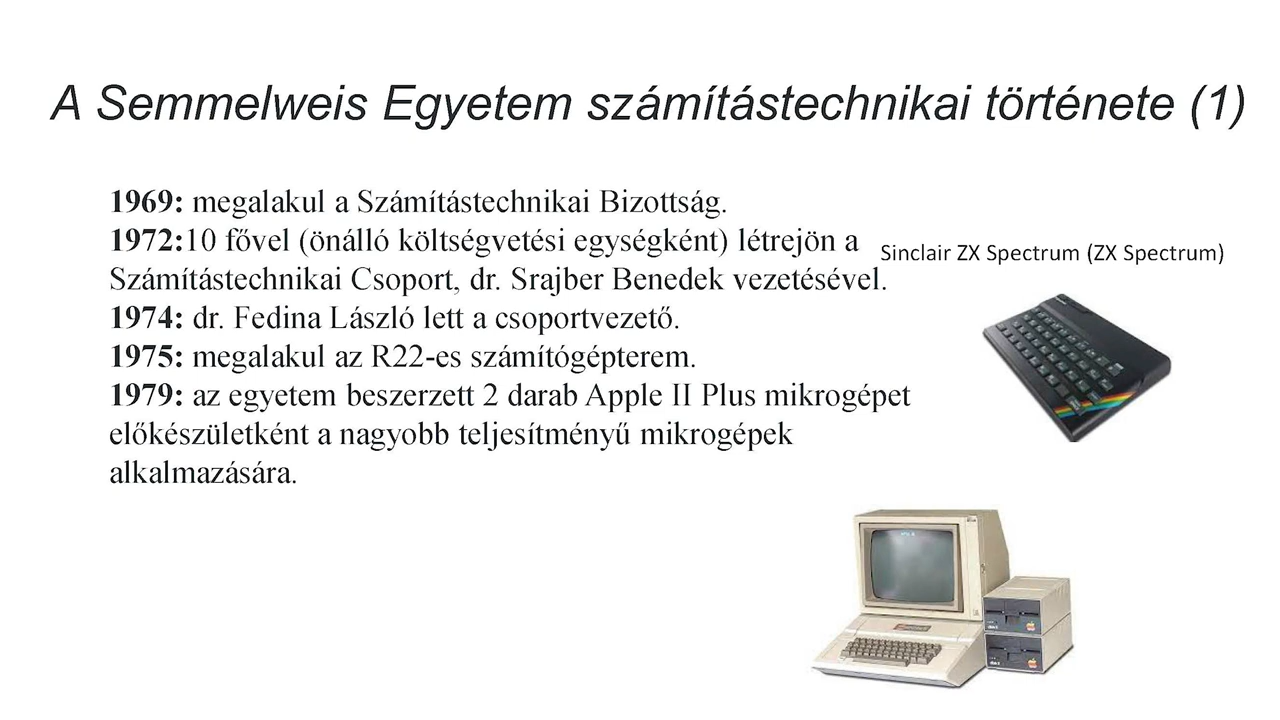 A Semmelweis Egyetem számítástechnikai története (1)
1969: megalakul a Számítástechnikai Bizottság.
1972:10 fővel (önálló költségvetési egységként) létrejön a
Számítástechnikai Csoport, dr. Srajber Benedek vezetésével.
1974: dr. Fedina László lett a csoportvezető.
1975: megalakul az R22-es számítógépterem.
1979: az egyetem beszerzett 2 darab Apple II Plus mikrogépet
előkészületként a nagyobb teljesítményű mikrogépek
alkalmazására.
Sinclair ZX Spectrum (ZX Spectrum)